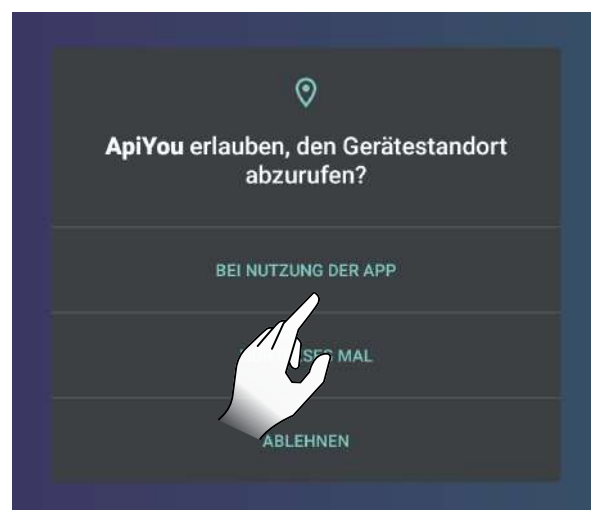 ApiYou erlauben, den Gerätestandort
abzurufen?
BEI NUTZUNG DER APP
MAL
ABLEHNEN